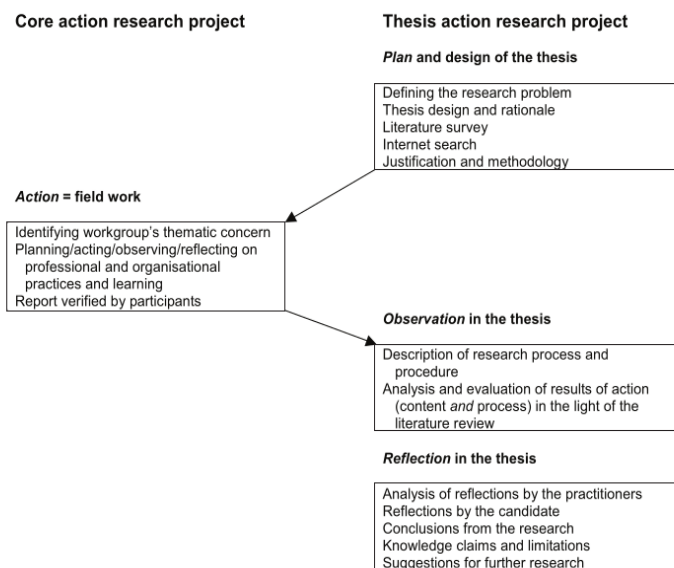 Core action research project
Thesis action research project
Plan and design of the thesis
Defining the research problem
Thesis design and rationale
Literature survey
Internet search
Justification and methodology
Action = field work
Identifying workgroup's thematic concern
Planning/acting/observing/reflecting on
professional and organisational
practices and learning
Report verified by participants
Observation in the thesis
Description of research process and
procedure
Analysis and evaluation of results of action
(content and process) in the light of the
literature review
Reflection in the thesis
Analysis of reflections by the practitioners
Reflections by the candidate
Conclusions from the research
Knowledge claims and limitations
Suggestions for further research